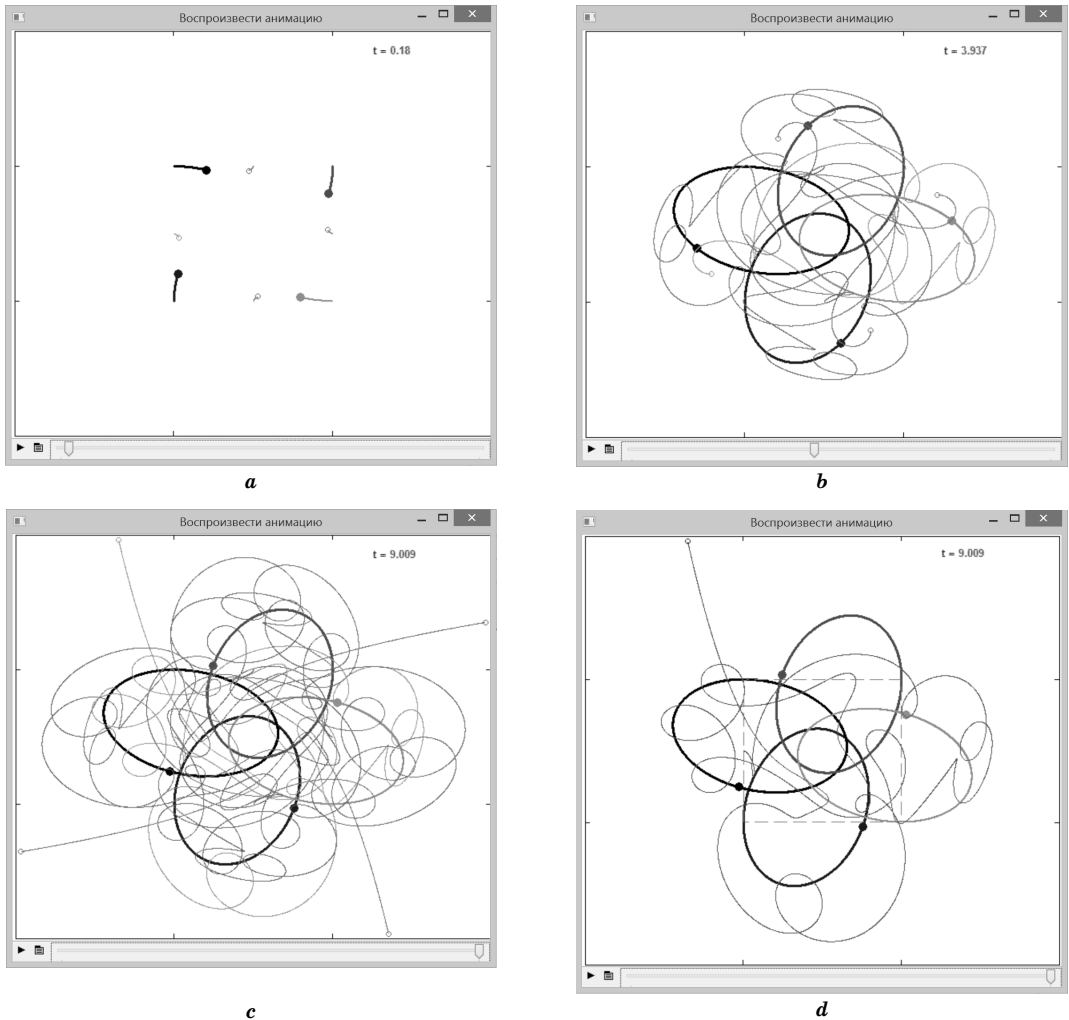 Воспроизвести анимацию
t = 0.18
a
Воспроизвести анимацию
t = 3.937
b
Воспроизвести анимацию
t = 9.009
c
Воспроизвести анимацию
t = 9.009
d